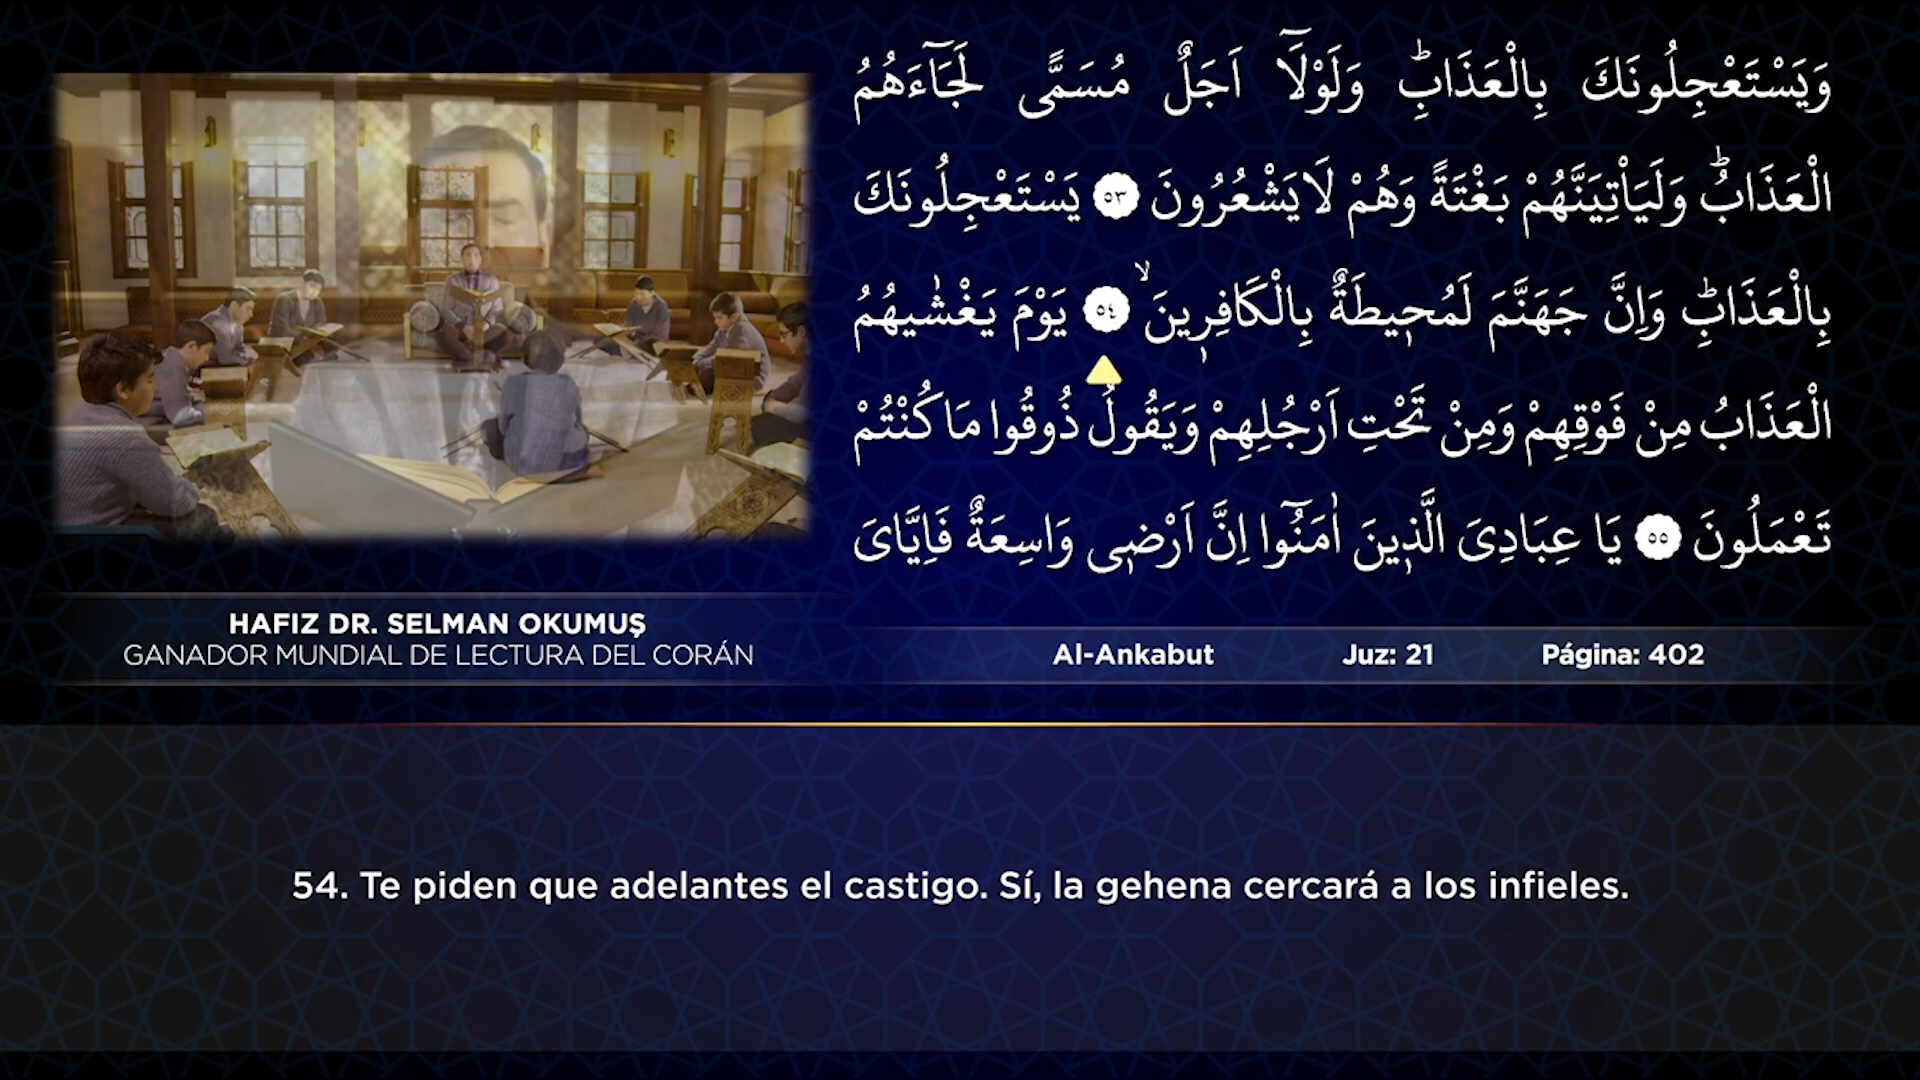 وَيَسْتَعْجِلُونَكَ بِالْعَذَابِۜ وَلَوْلَٓا اَجَلٌ مُسَمًّى لَجَٓاءَهُمُ
الْعَذَابُۜ وَلَيَأْتِيَنَّهُمْ بَغْتَةً وَهُمْ لَايَشْعُرُونَ ٥٣ يَسْتَعْجِلُونَكَ
بِالْعَذَابِۜ وَاِنَّ جَهَنَّمَ لَمُحٖيطَةٌ بِالْكَافِرٖينَۙ ٥٤ يَوْمَ يَغْشٰيهُمُ
الْعَذَابُ مِنْ فَوْقِهِمْ وَمِنْ تَحْتِ اَرْجُلِهِمْ وَيَقُولُ ذُوقُوا مَا كُنْتُمْ
تَعْمَلُونَ ٥٥ يَا عِبَادِىَ الَّذٖينَ اٰمَنُٓوا اِنَّ اَرْضٖى وَاسِعَةٌ فَاِيَّاىَ
HAFIZ DR. SELMAN OKUMUŞ
GANADOR MUNDIAL DE LECTURA DEL CORÁN
Al-Ankabut Juz: 21 Página: 402
54. Te piden que adelantes el castigo. Sí, la gehena cercará a los infieles.